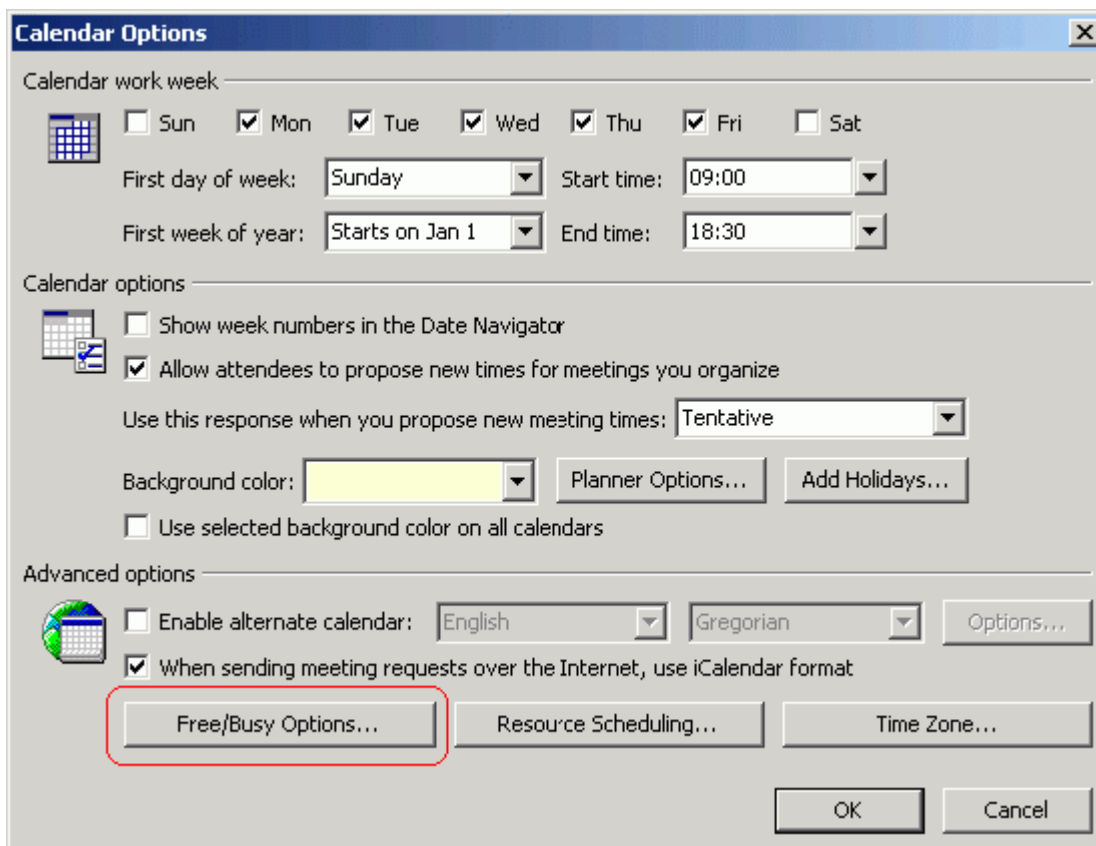 Calendar Options
Calendar work week
Sun Mon Tue Wed Thu Fri Sat
First day of week: Sunday Start time: 09:00
First week of year: Starts on Jan 1 End time: 18:30
Calendar options
Show week numbers in the Date Navigator
Allow attendees to propose new times for meetings you organize
Use this response when you propose new meeting times: Tentative
Background color: Planner Options... Add Holidays...
Use selected background color on all calendars
Advanced options
Enable alternate calendar: English Gregorian Options...
When sending meeting requests over the Internet, use iCalendar format
Free/Busy Options... Resource Scheduling... Time Zone...
OK Cancel